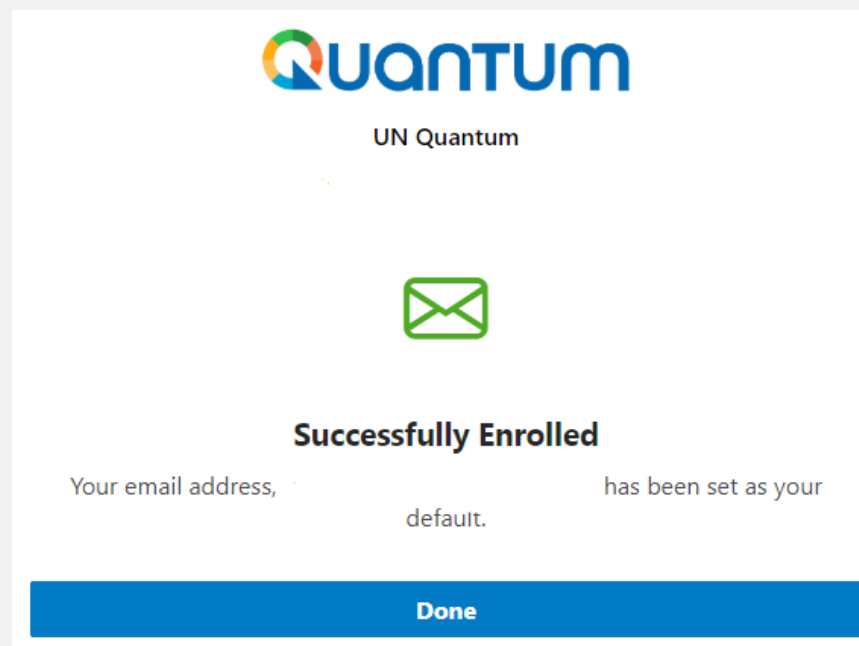 Quantum
UN Quantum
Successfully Enrolled
Your email address, has been set as your
default.
Done